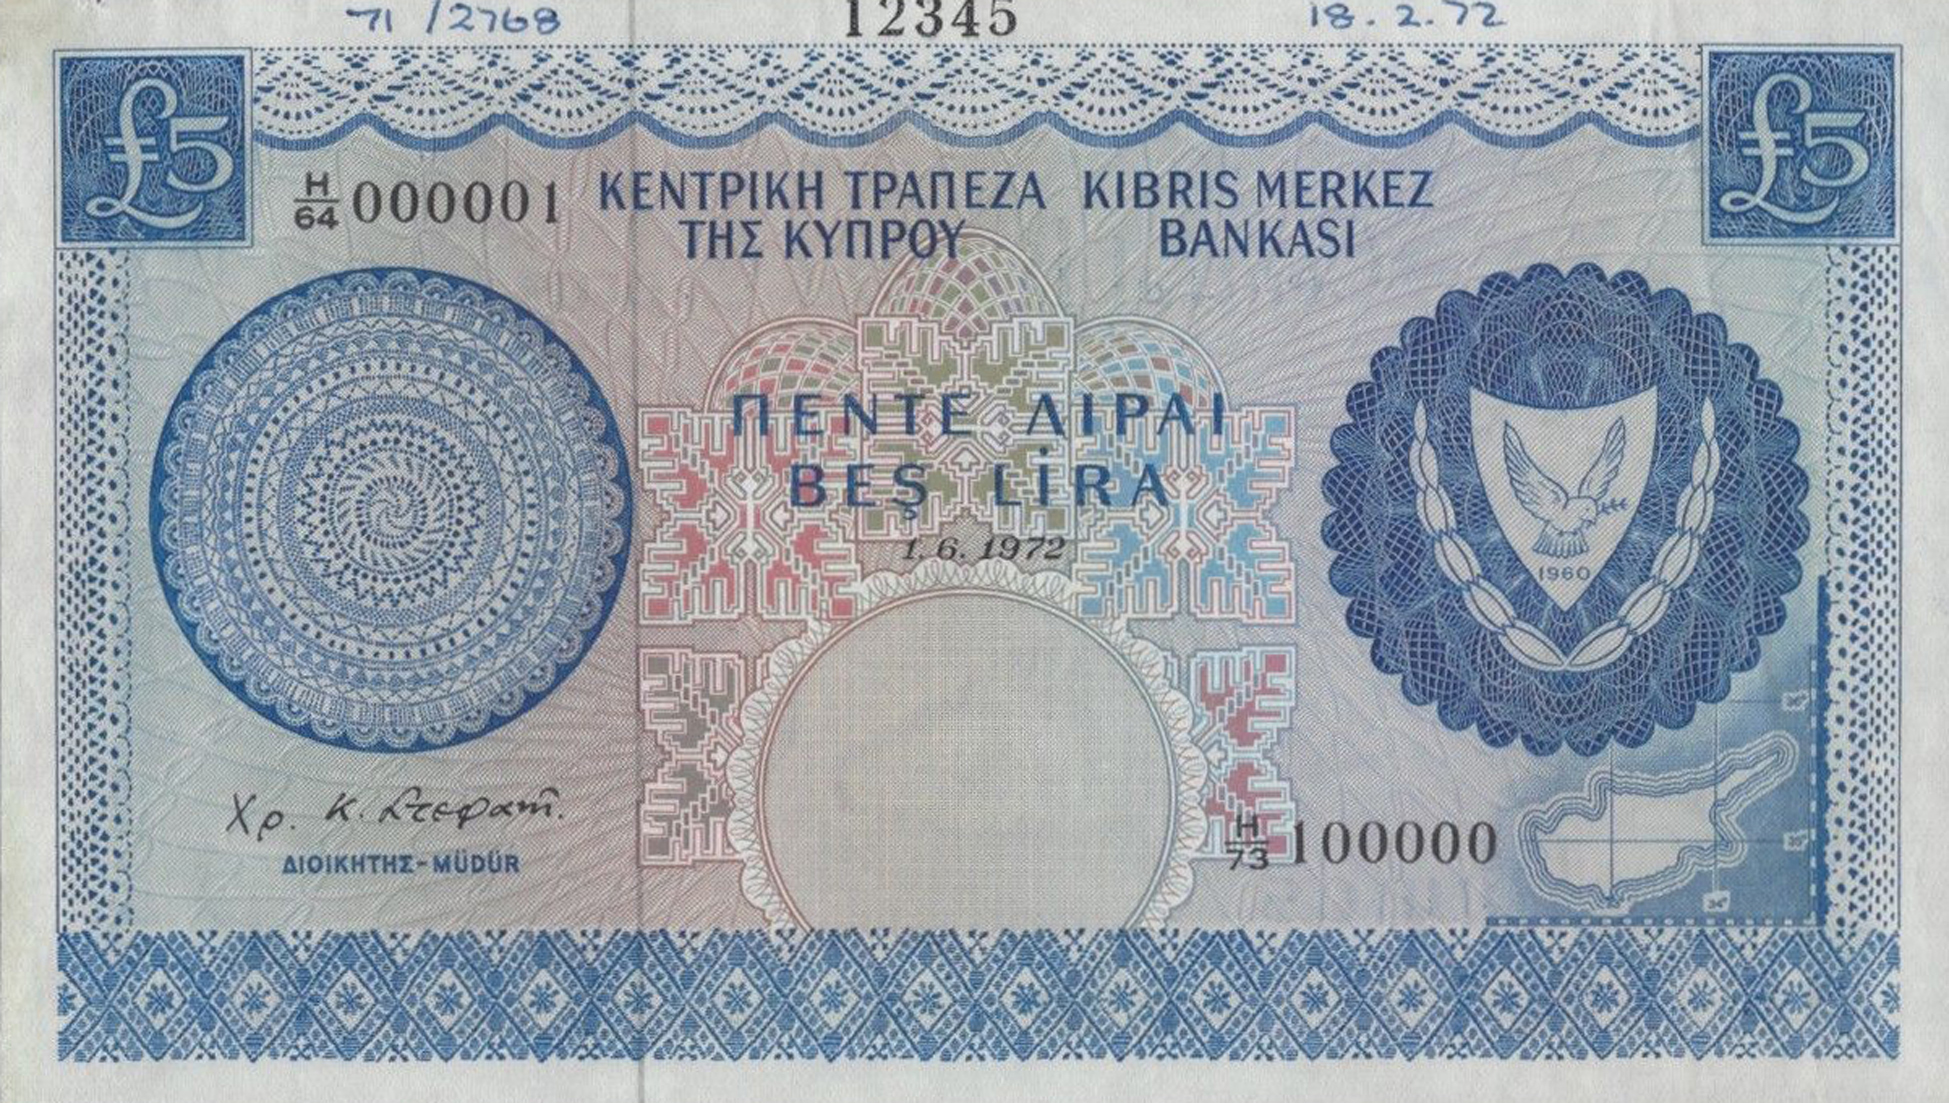 71/2768
12345
18.2.72
£5
£5
H/64 000001
ΚΕΝΤΡΙΚΗ ΤΡΑΠΕΖΑ
ΤΗΣ ΚΥΠΡΟΥ
KIBRIS MERKEZ
BANKASI
ΠΕΝΤΕ ΛΙΡΑΙ
BEŞ LİRA
1.6.1972
1960
Χρ. Κ. Στεφανῆ.
ΔΙΟΙΚΗΤΗΣ-MÜDÜR
H/73 100000